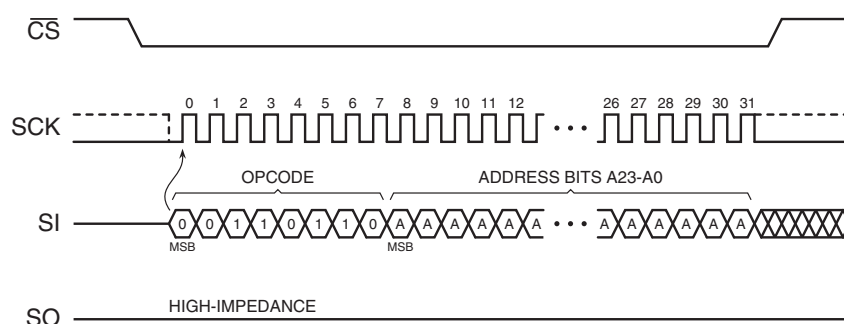 CS
0 1 2 3 4 5 6 7 8 9 10 11 12 26 27 28 29 30 31
SCK
OPCODE ADDRESS BITS A23-A0
SI 0 0 1 1 0 1 1 0 A A A A A A A A A A A A
MSB MSB
HIGH-IMPEDANCE
SO